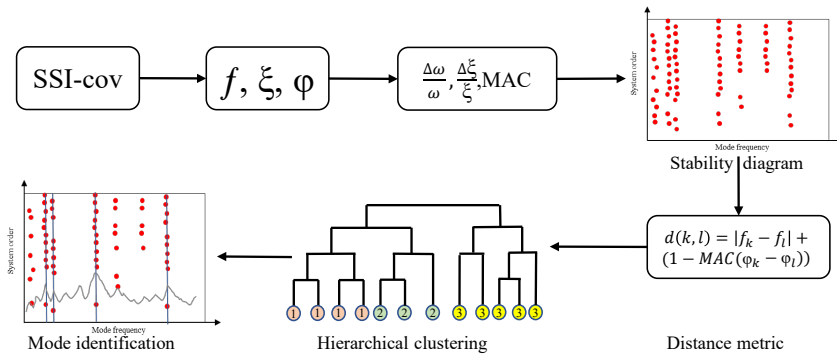 SSI-cov
f, ξ, φ
Δω/ω, Δξ/ξ, MAC
System order
Mode frequency
Stability diagram
d(k, l) = |f_k − f_l| +
(1 − MAC(φ_k − φ_l))
Distance metric
1 1 1 1 2 2 2 3 3 3 3 3
Hierarchical clustering
System order
Mode frequency
Mode identification